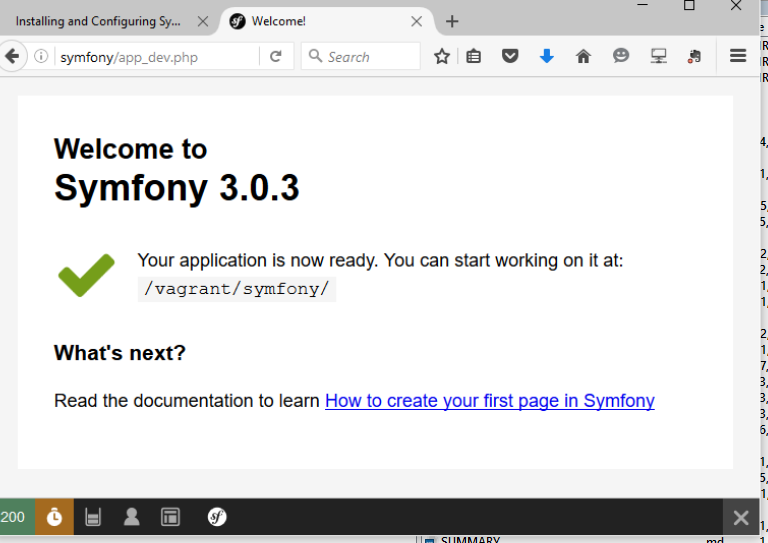 Installing and Configuring Sy...
Welcome!
symfony/app_dev.php
Search
Welcome to
Symfony 3.0.3
Your application is now ready. You can start working on it at:
/vagrant/symfony/
What's next?
Read the documentation to learn How to create your first page in Symfony
200
sf
SUMMARY
md